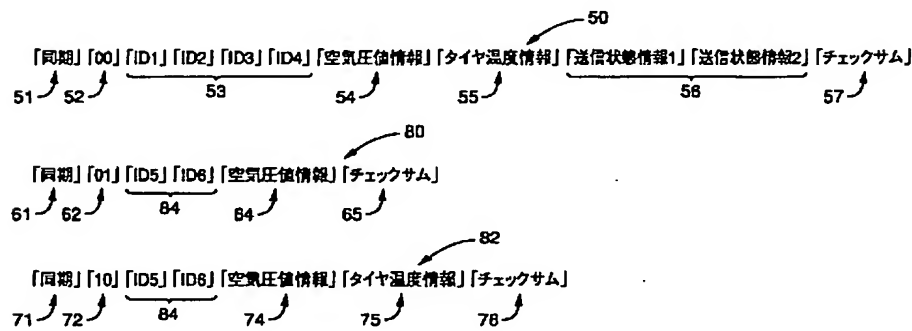 50
「同期」「00」「ID1」「ID2」「ID3」「ID4」「空気圧値情報」「タイヤ温度情報」「送信状態情報1」「送信状態情報2」「チェックサム」
51 52 53 54 55 56 57
80
「同期」「01」「ID5」「ID6」「空気圧値情報」「チェックサム」
61 62 84 64 65
82
「同期」「10」「ID5」「ID6」「空気圧値情報」「タイヤ温度情報」「チェックサム」
71 72 84 74 75 76